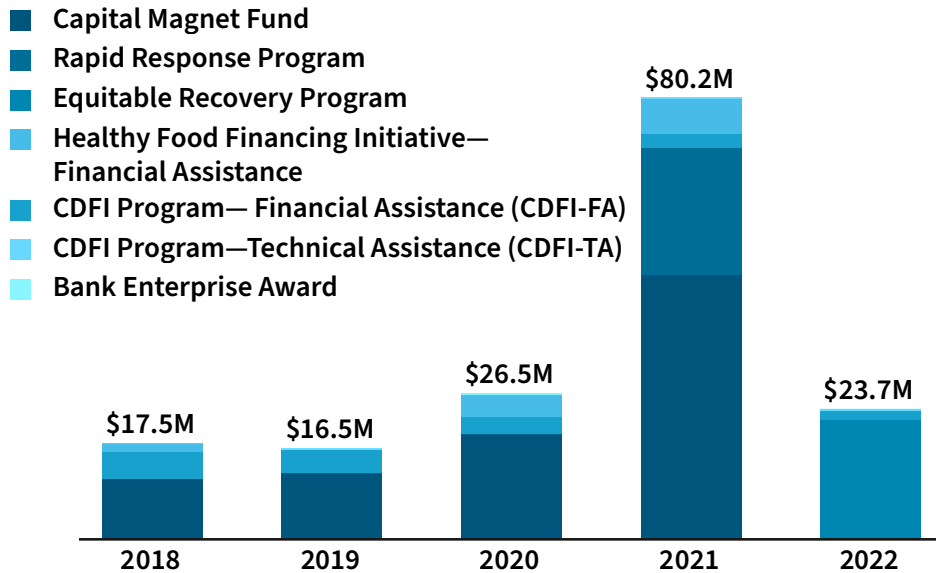 Capital Magnet Fund
Rapid Response Program
Equitable Recovery Program
Healthy Food Financing Initiative—
Financial Assistance
CDFI Program— Financial Assistance (CDFI-FA)
CDFI Program—Technical Assistance (CDFI-TA)
Bank Enterprise Award
$17.5M
$16.5M
$26.5M
$80.2M
$23.7M
2018
2019
2020
2021
2022